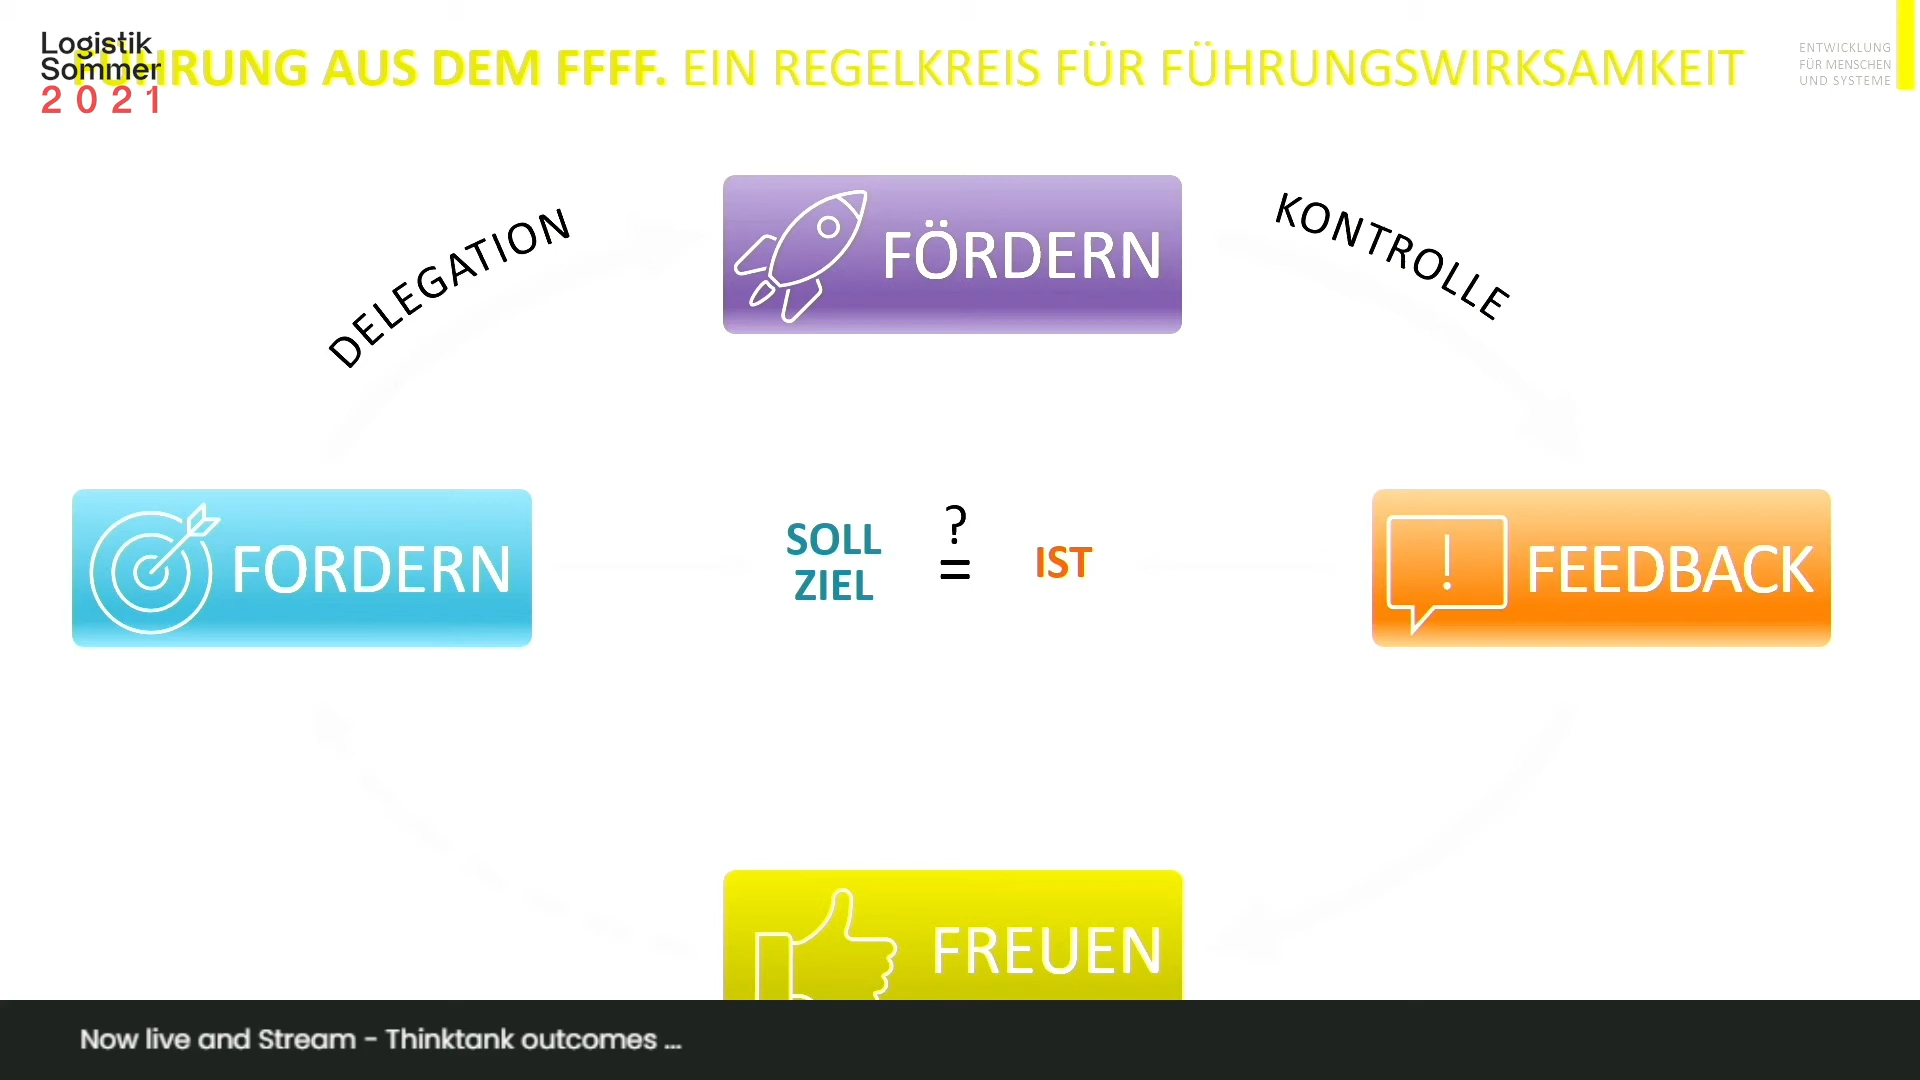 Logistik
Sommer
2021
RUNG AUS DEM FFFF. EIN REGELKREIS FÜR FÜHRUNGSWIRKSAMKEIT
ENTWICKLUNG
FÜR MENSCHEN
UND SYSTEME
DELEGATION
FÖRDERN
KONTROLLE
FORDERN
SOLL
ZIEL
?
=
IST
!
FEEDBACK
FREUEN
Now live and Stream - Thinktank outcomes ...